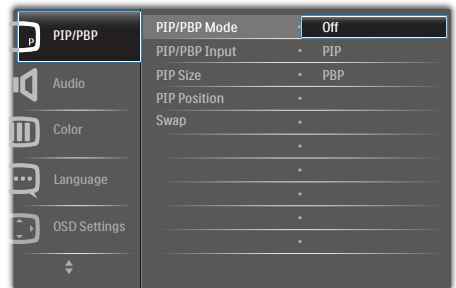 PIP/PBP
Audio
Color
Language
OSD Settings
PIP/PBP Mode
PIP/PBP Input
PIP Size
PIP Position
Swap
Off
PIP
PBP
P